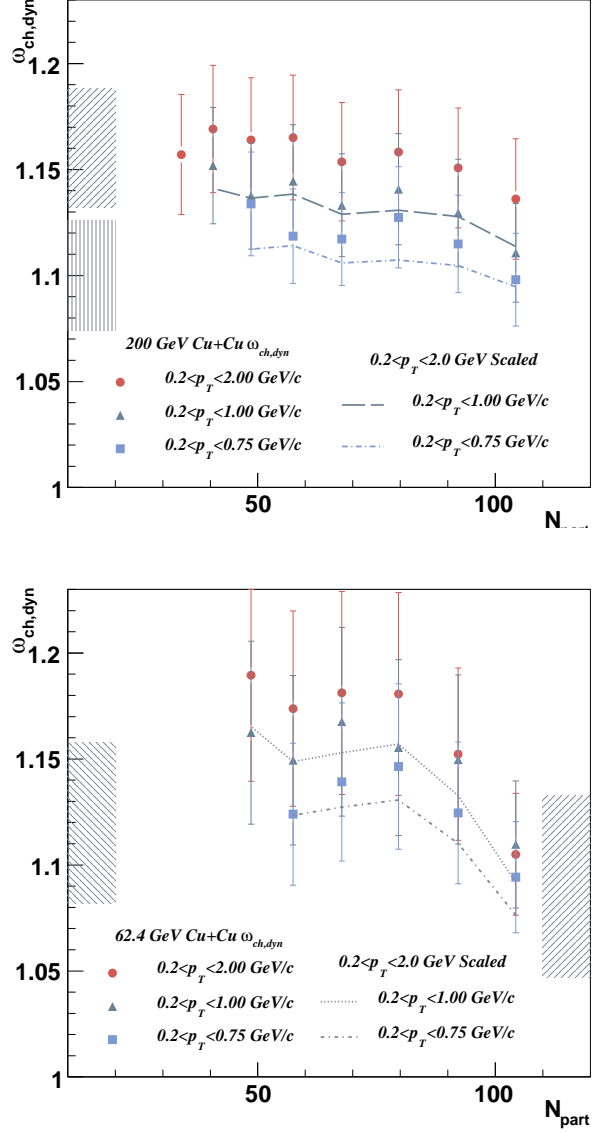 ω_ch,dyn
1.2
1.15
1.1
200 GeV Cu+Cu ω_ch,dyn
0.2<p_T<2.0 GeV Scaled
0.2<p_T<2.00 GeV/c
1.05
0.2<p_T<1.00 GeV/c
0.2<p_T<1.00 GeV/c
0.2<p_T<0.75 GeV/c
0.2<p_T<0.75 GeV/c
1
50
100
N
ω_ch,dyn
1.2
1.15
1.1
62.4 GeV Cu+Cu ω_ch,dyn
0.2<p_T<2.0 GeV Scaled
0.2<p_T<2.00 GeV/c
1.05
0.2<p_T<1.00 GeV/c
0.2<p_T<1.00 GeV/c
0.2<p_T<0.75 GeV/c
0.2<p_T<0.75 GeV/c
1
50
100
N_part